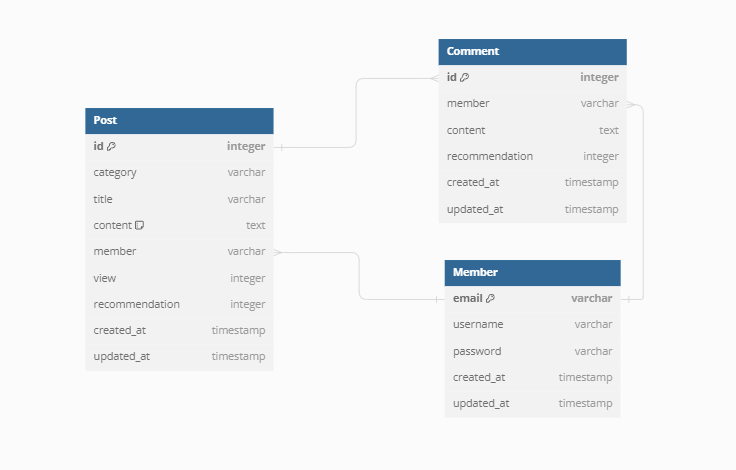 Post
id integer
category varchar
title varchar
content text
member varchar
view integer
recommendation integer
created_at timestamp
updated_at timestamp
Comment
id integer
member varchar
content text
recommendation integer
created_at timestamp
updated_at timestamp
Member
email varchar
username varchar
password varchar
created_at timestamp
updated_at timestamp